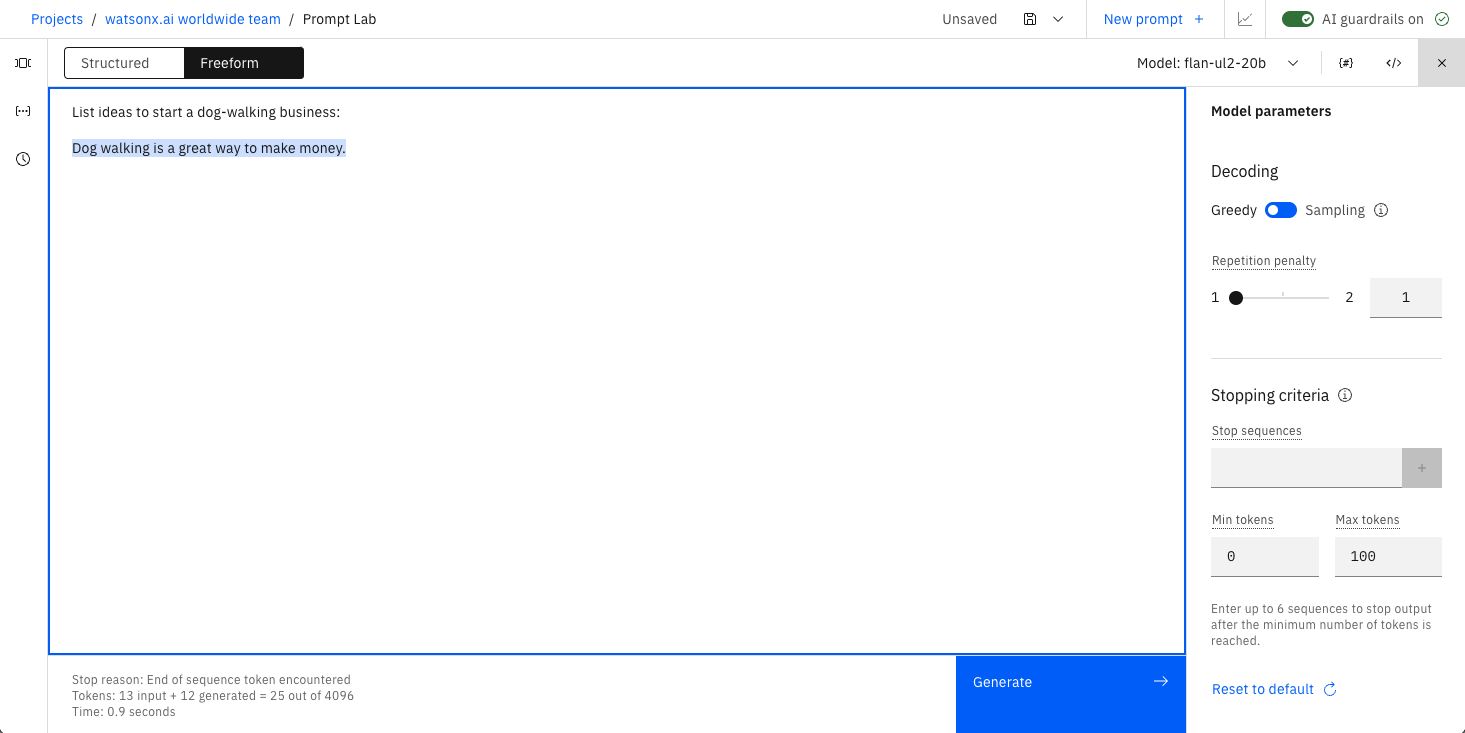 Projects / watsonx.ai worldwide team / Prompt Lab
Unsaved
New prompt +
AI guardrails on
Structured
Freeform
Model: flan-ul2-20b
{#}
</>
List ideas to start a dog-walking business:
Dog walking is a great way to make money.
Stop reason: End of sequence token encountered
Tokens: 13 input + 12 generated = 25 out of 4096
Time: 0.9 seconds
Generate
Model parameters
Decoding
Greedy
Sampling
Repetition penalty
1
2
1
Stopping criteria
Stop sequences
+
Min tokens
Max tokens
0
100
Enter up to 6 sequences to stop output
after the minimum number of tokens is
reached.
Reset to default